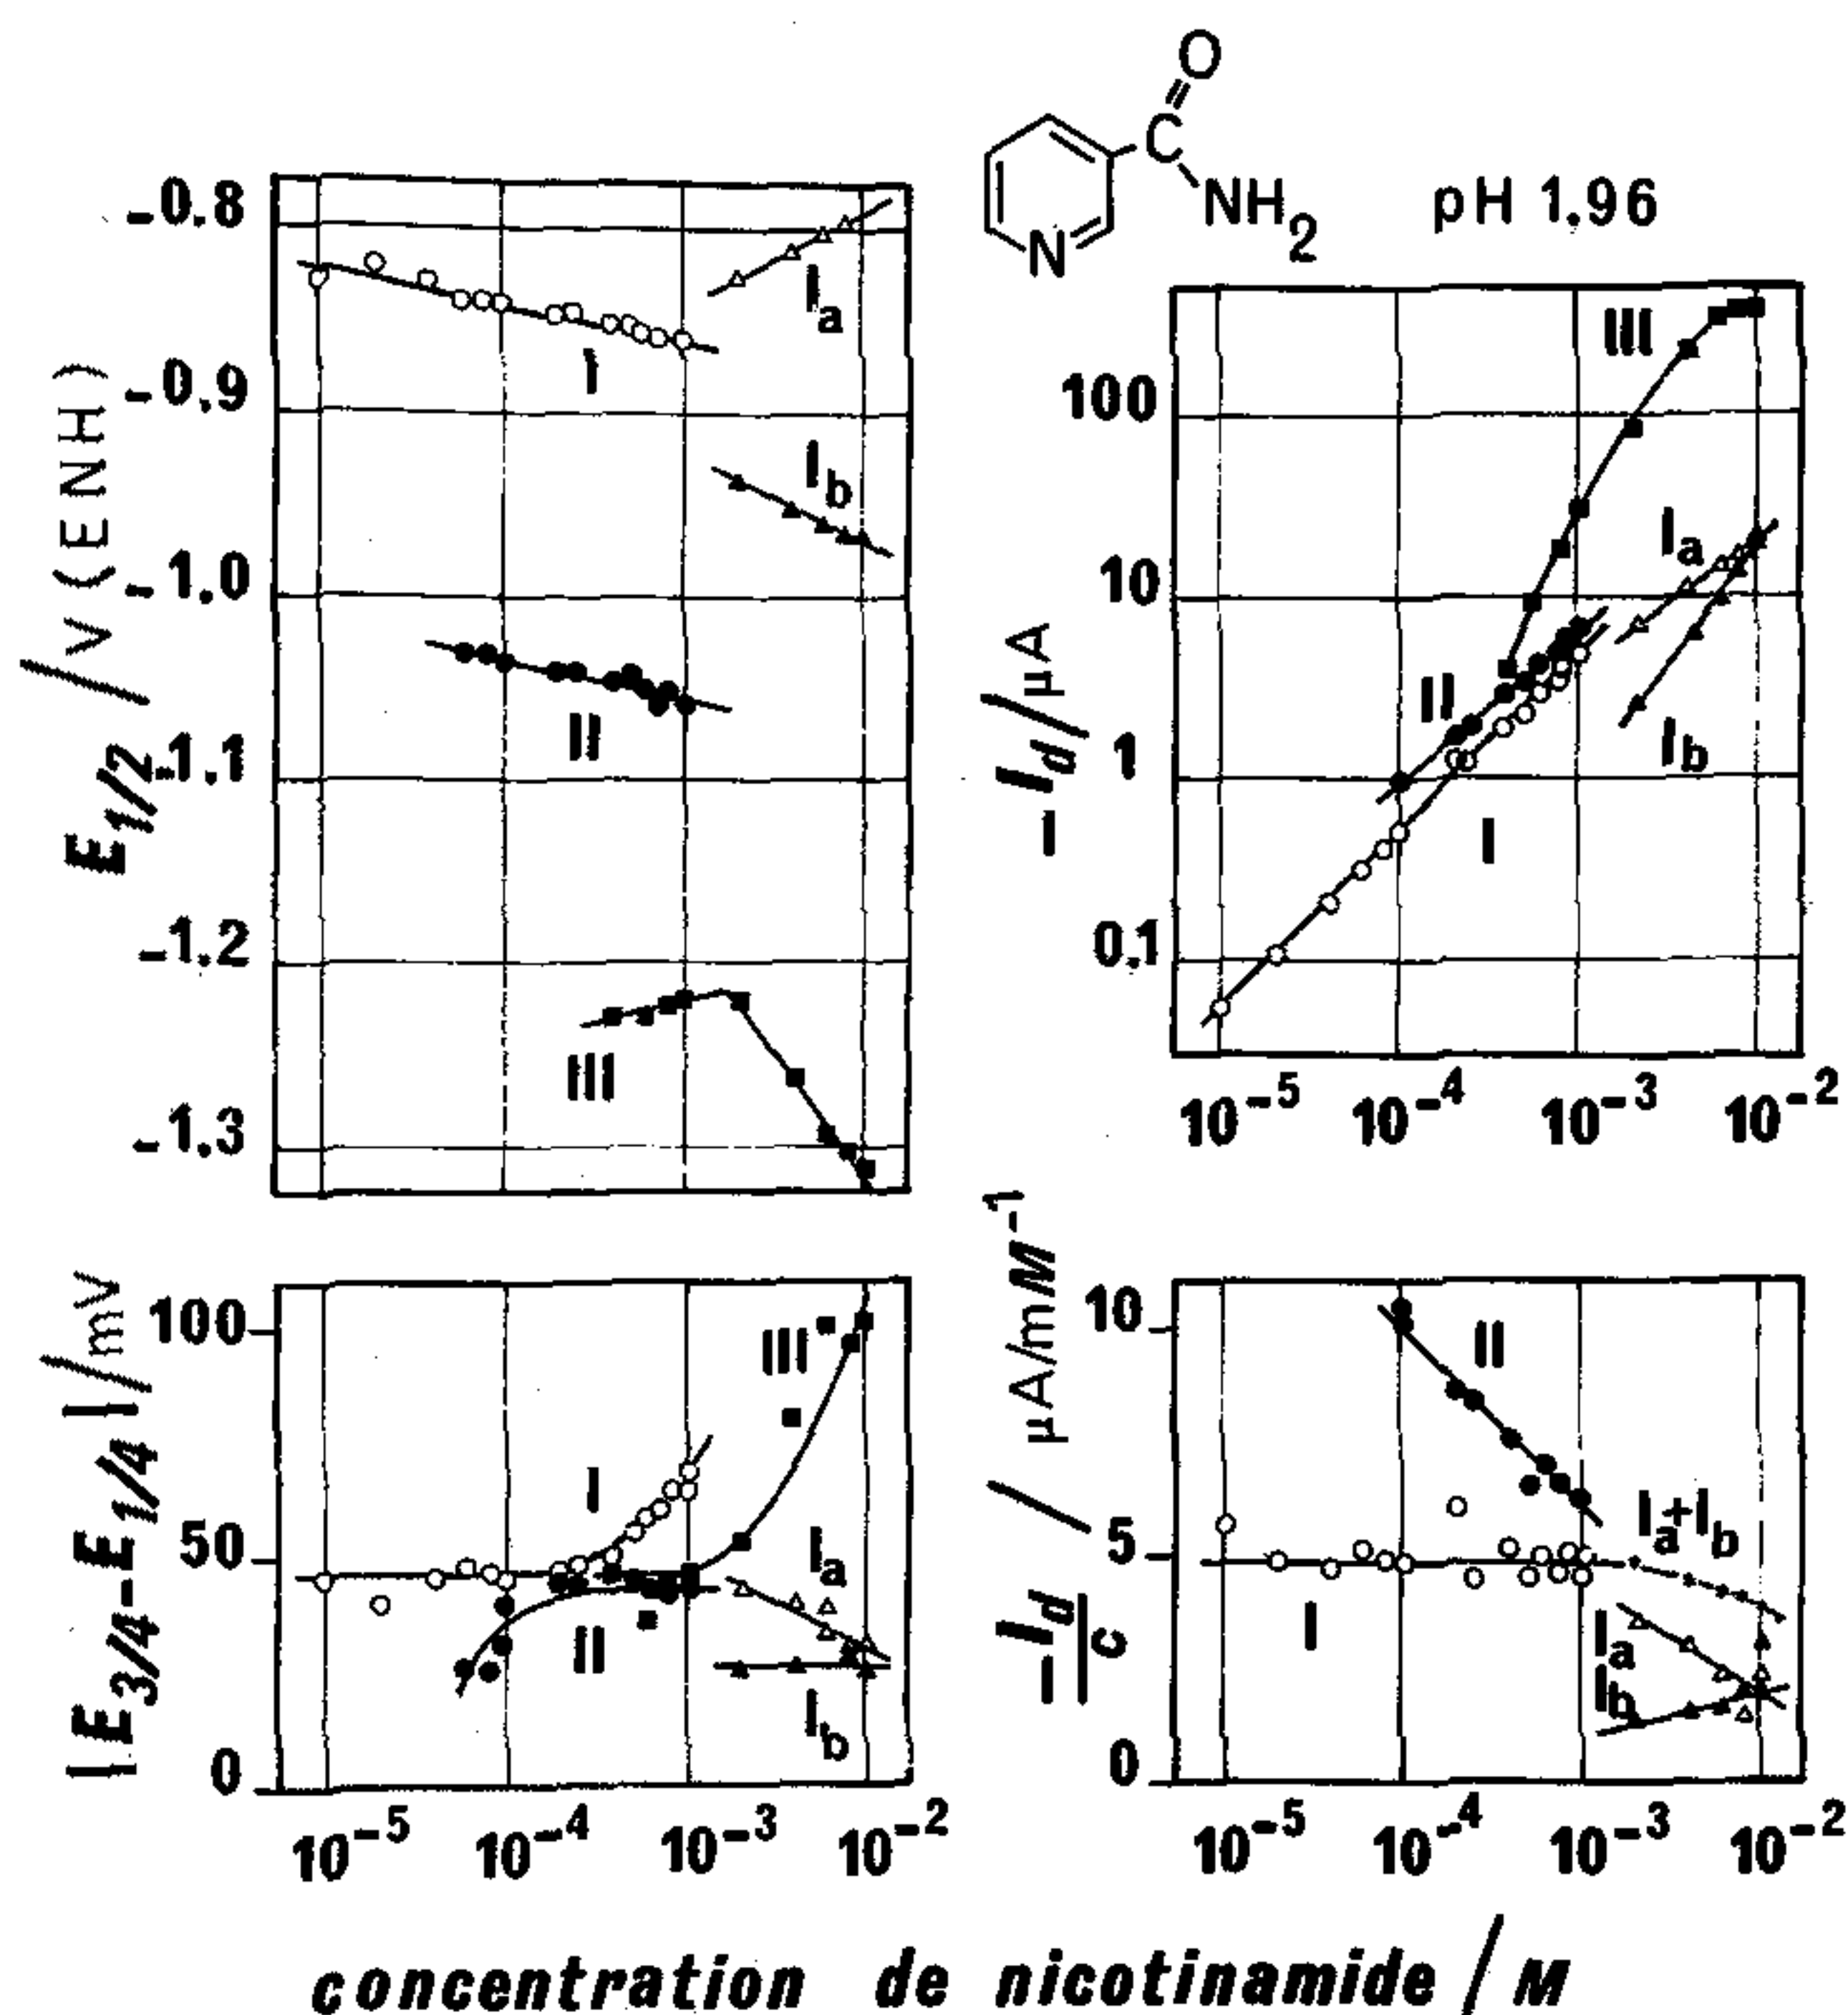 O
C
NH2
N
pH 1.96
E1/2 / V (ENH)
-0.8
-0.9
-1.0
-1.1
-1.2
-1.3
I
Ia
Ib
II
III
-Id/µA
100
10
1
0.1
III
Ia
II
Ib
I
10-5 10-4 10-3 10-2
|E3/4-E1/4|/mV
100
50
0
III
I
Ia
II
Ib
10-5 10-4 10-3 10-2
-Id/c / µA/mM-1
10
5
0
II
Ia+Ib
I
Ia
Ib
10-5 10-4 10-3 10-2
concentration de nicotinamide / M